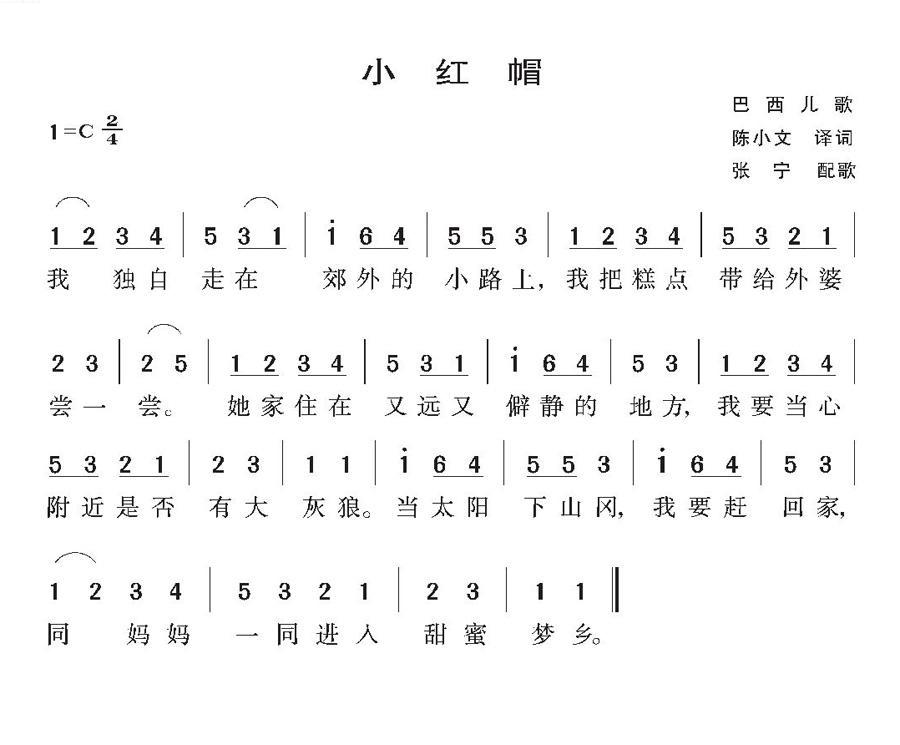 小 红 帽
巴 西 儿 歌
1=C 2/4
陈小文 译词
张 宁 配歌
1 2 3 4 | 5 3 1 | i 6 4 | 5 5 3 | 1 2 3 4 | 5 3 2 1 |
我 独自 走在 郊外的 小路上, 我把糕点 带给外婆
2 3 | 2 5 | 1 2 3 4 | 5 3 1 | i 6 4 | 5 3 | 1 2 3 4 |
尝一 尝。 她家住在 又远又 僻静的 地方, 我要当心
5 3 2 1 | 2 3 | 1 1 | i 6 4 | 5 5 3 | i 6 4 | 5 3 |
附近是否 有大 灰狼。 当太阳 下山冈, 我要赶 回家,
1 2 3 4 | 5 3 2 1 | 2 3 | 1 1 ‖
同 妈妈 一同进入 甜蜜 梦乡。